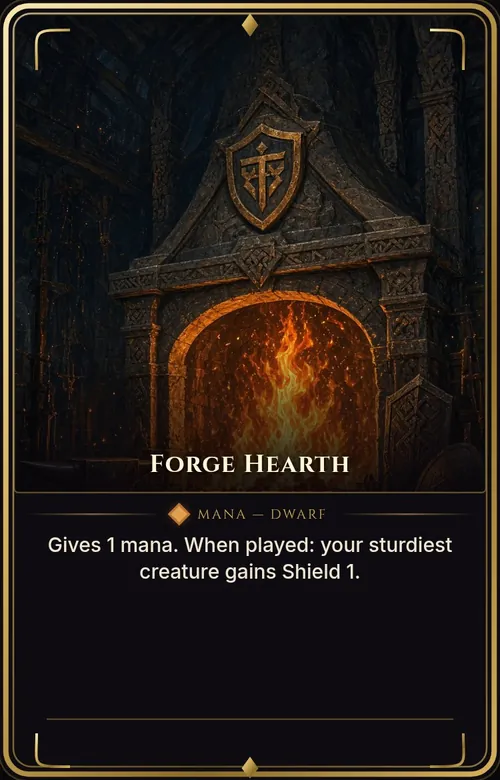 Forge Hearth
MANA — DWARF
Gives 1 mana. When played: your sturdiest
creature gains Shield 1.